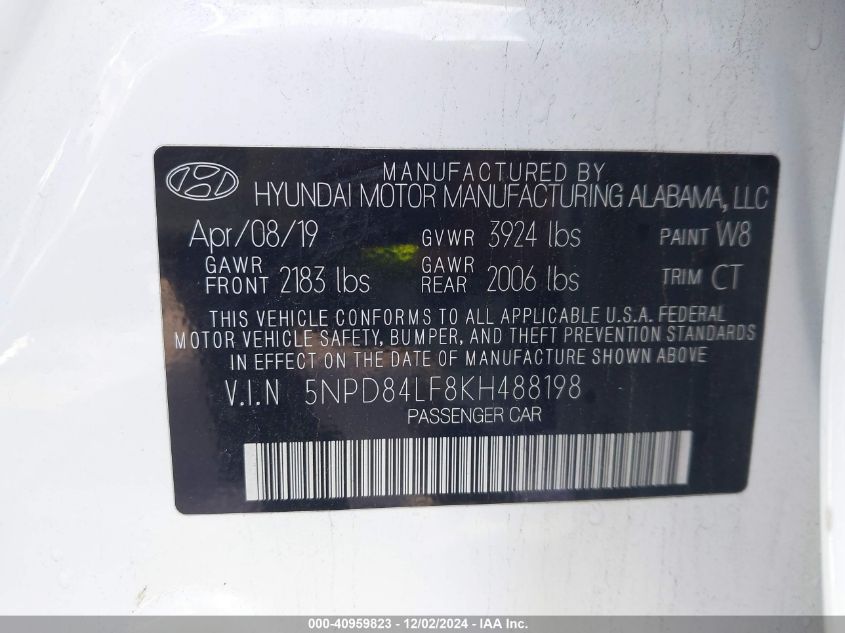 MANUFACTURED BY
HYUNDAI MOTOR MANUFACTURING ALABAMA, LLC
Apr/08/19 GVWR 3924 lbs PAINT W8
GAWR FRONT 2183 lbs GAWR REAR 2006 lbs TRIM CT
THIS VEHICLE CONFORMS TO ALL APPLICABLE U.S.A. FEDERAL
MOTOR VEHICLE SAFETY, BUMPER, AND THEFT PREVENTION STANDARDS
IN EFFECT ON THE DATE OF MANUFACTURE SHOWN ABOVE
V.I.N 5NPD84LF8KH488198
PASSENGER CAR
000-40959823 - 12/02/2024 - IAA Inc.